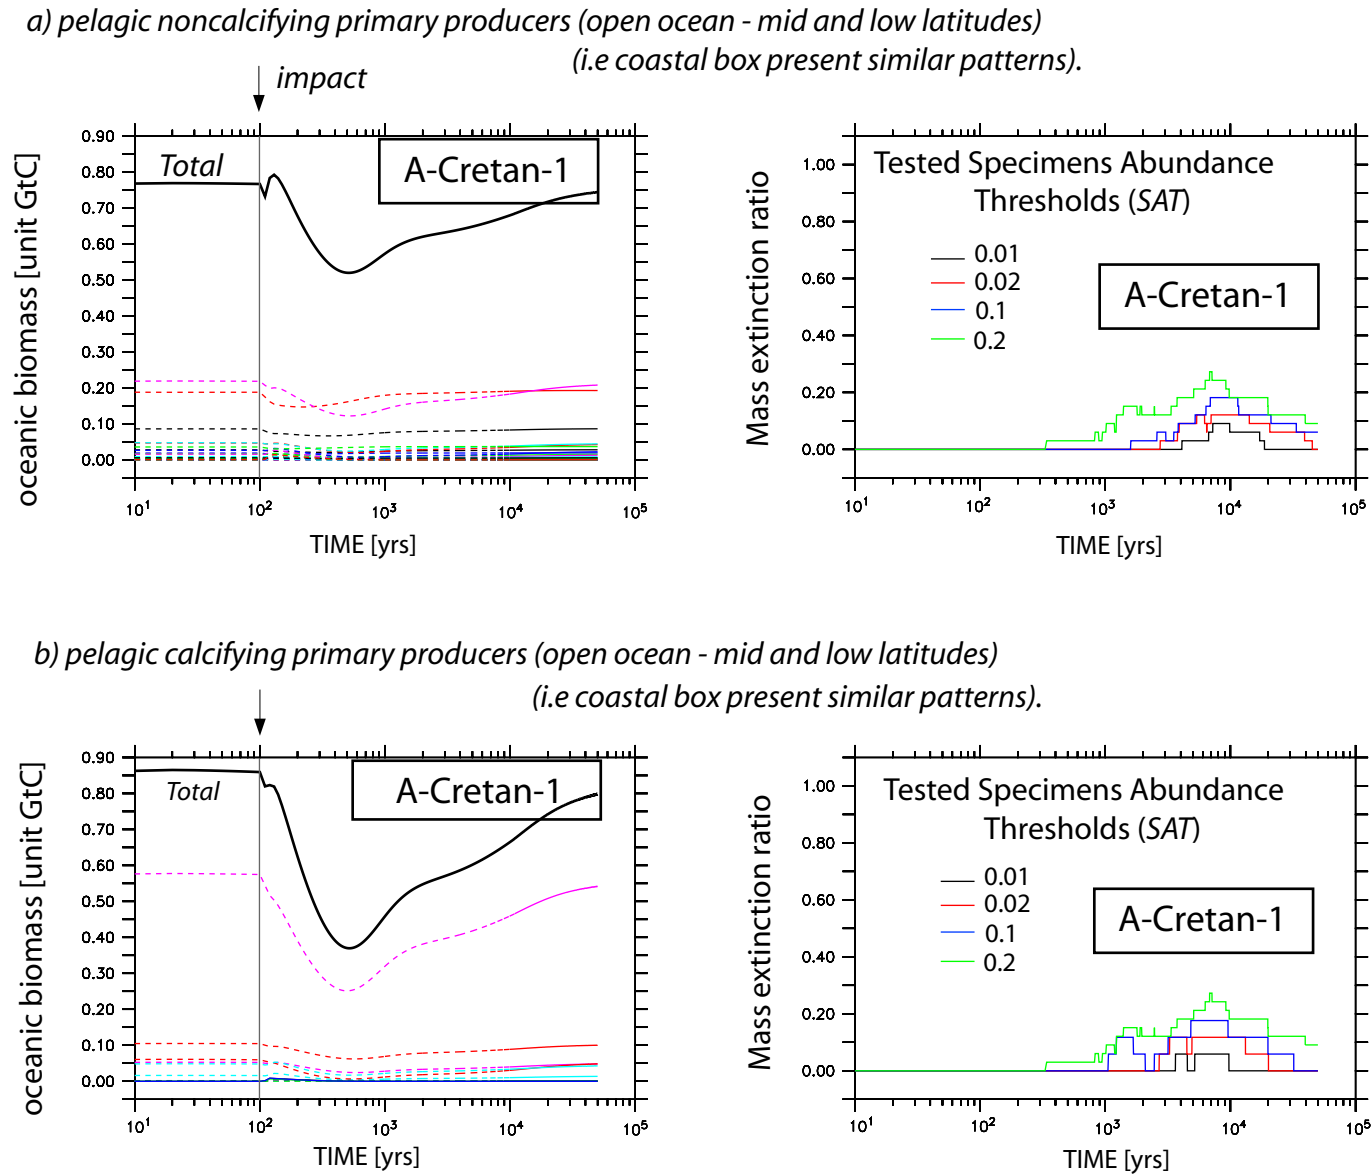 a) pelagic noncalcifying primary producers (open ocean - mid and low latitudes)
(i.e coastal box present similar patterns).
impact
oceanic biomass [unit GtC]
0.90
0.80
0.70
0.60
0.50
0.40
0.30
0.20
0.10
0.00
Total
A-Cretan-1
10¹
10²
10³
10⁴
10⁵
TIME [yrs]
Mass extinction ratio
1.00
0.80
0.60
0.40
0.20
0.00
Tested Specimens Abundance
Thresholds (SAT)
0.01
0.02
0.1
0.2
A-Cretan-1
10¹
10²
10³
10⁴
10⁵
TIME [yrs]
b) pelagic calcifying primary producers (open ocean - mid and low latitudes)
(i.e coastal box present similar patterns).
oceanic biomass [unit GtC]
0.90
0.80
0.70
0.60
0.50
0.40
0.30
0.20
0.10
0.00
Total
A-Cretan-1
10¹
10²
10³
10⁴
10⁵
TIME [yrs]
Mass extinction ratio
1.00
0.80
0.60
0.40
0.20
0.00
Tested Specimens Abundance
Thresholds (SAT)
0.01
0.02
0.1
0.2
A-Cretan-1
10¹
10²
10³
10⁴
10⁵
TIME [yrs]